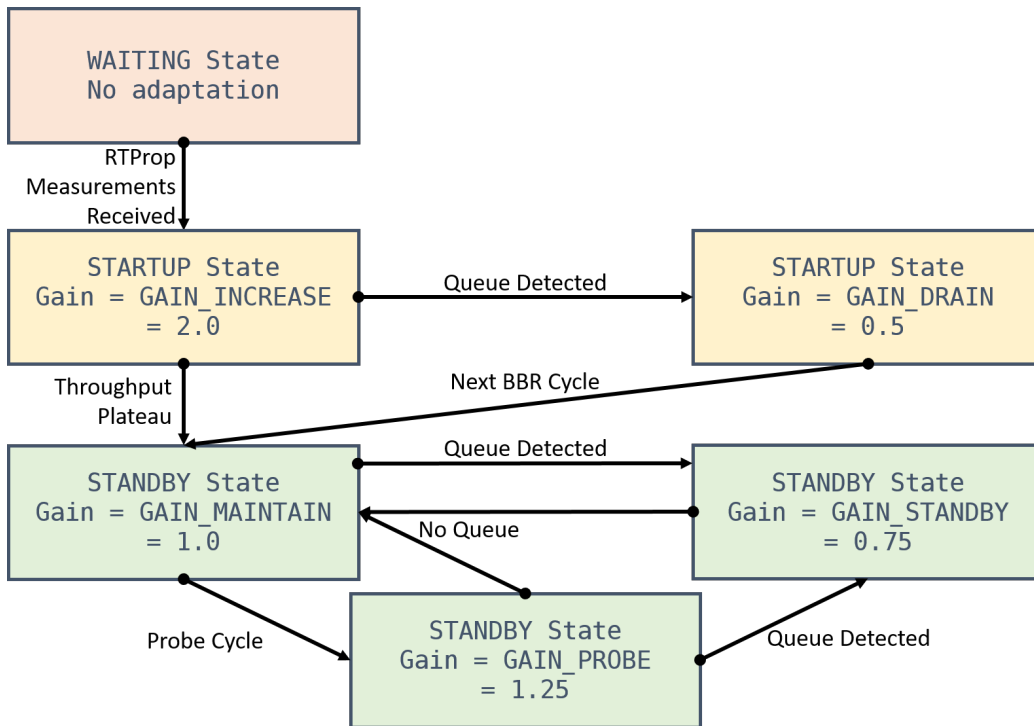 WAITING State
No adaptation
RTProp
Measurements
Received
STARTUP State
Gain = GAIN_INCREASE
= 2.0
Queue Detected
STARTUP State
Gain = GAIN_DRAIN
= 0.5
Throughput
Plateau
Next BBR Cycle
STANDBY State
Gain = GAIN_MAINTAIN
= 1.0
Queue Detected
No Queue
STANDBY State
Gain = GAIN_STANDBY
= 0.75
Probe Cycle
STANDBY State
Gain = GAIN_PROBE
= 1.25
Queue Detected